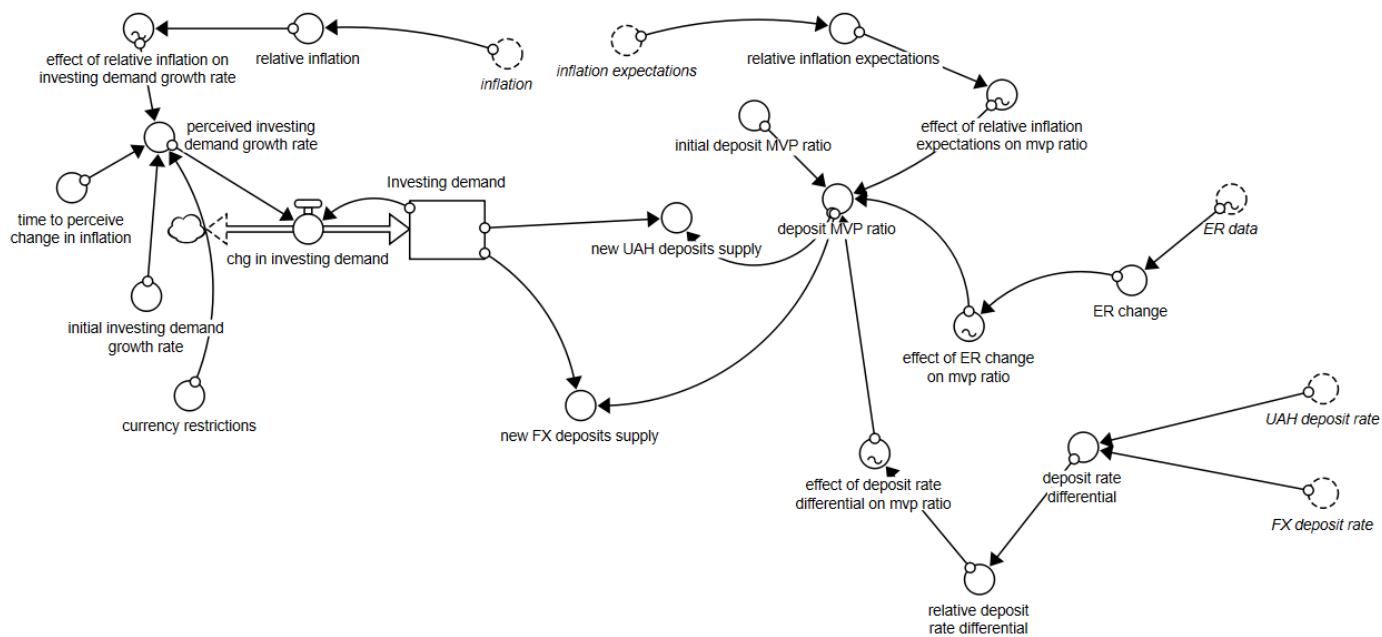 effect of relative inflation on
investing demand growth rate
relative inflation
inflation
inflation expectations
relative inflation expectations
effect of relative inflation
expectations on mvp ratio
initial deposit MVP ratio
perceived investing
demand growth rate
time to perceive
change in inflation
Investing demand
chg in investing demand
new UAH deposits supply
deposit MVP ratio
ER data
ER change
effect of ER change
on mvp ratio
initial investing demand
growth rate
currency restrictions
new FX deposits supply
UAH deposit rate
deposit rate
differential
FX deposit rate
effect of deposit rate
differential on mvp ratio
relative deposit
rate differential